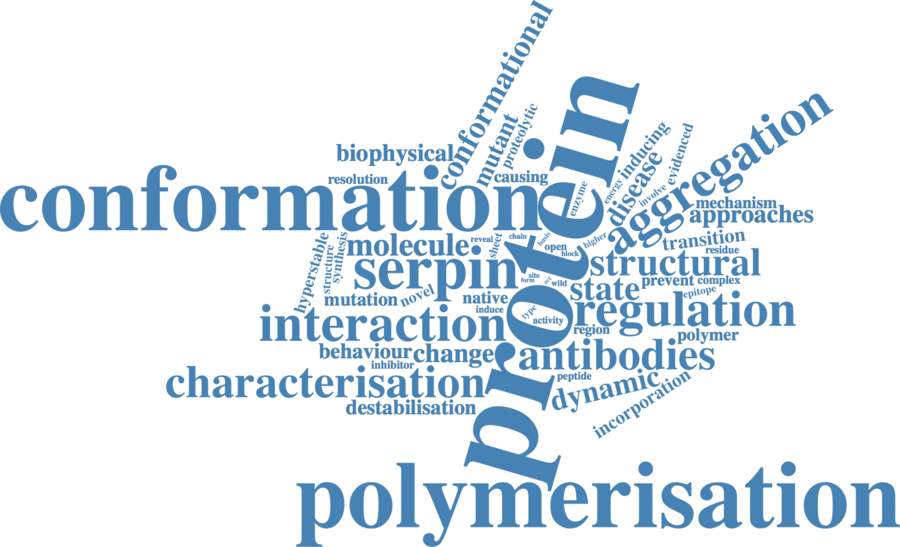 conformational
protein
mutant
proteolytic
aggregation
inducing
evidenced
disease
energy
involve
biophysical
causing
resolution
enzyme
conformation
mechanism
approaches
molecule
reveal
sheet
chain
basis
open
block
higher
transition
residue
hyperstable
structure
synthesis
serpin
structural
site
form
wild
prevent
complex
state
epitope
mutation
novel
native
induce
type
activity
regulation
interaction
region
polymer
behaviour
change
antibodies
inhibitor
peptide
characterisation
dynamic
incorporation
destabilisation
polymerisation